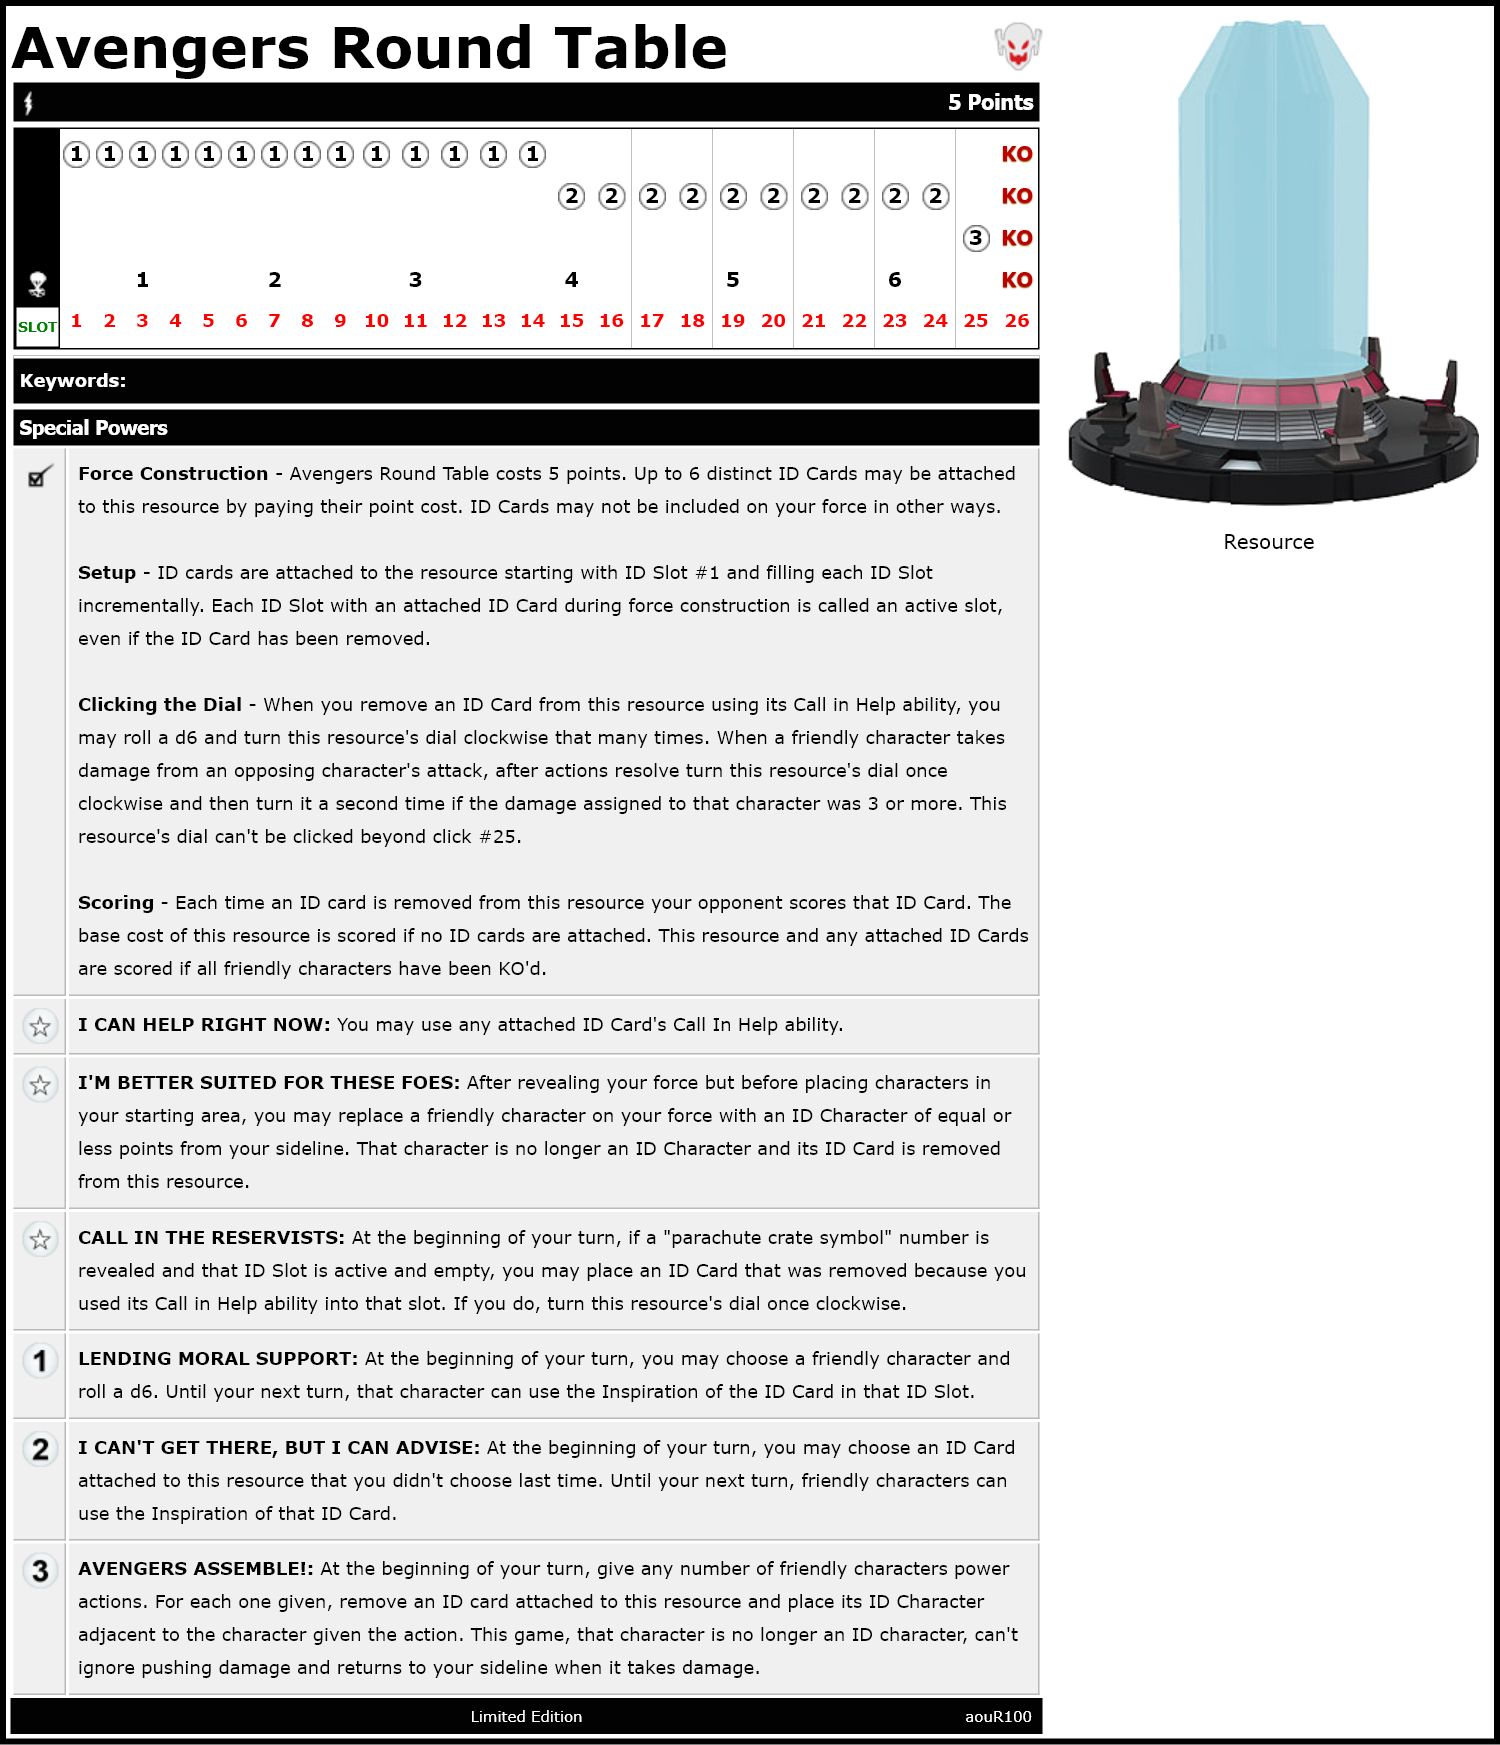 Avengers Round Table
5 Points
1 1 1 1 1 1 1 1 1 1 1 1 1 1 KO
2 2 2 2 2 2 2 2 2 2 KO
3 KO
1 2 3 4 5 6 KO
SLOT 1 2 3 4 5 6 7 8 9 10 11 12 13 14 15 16 17 18 19 20 21 22 23 24 25 26
Keywords:
Special Powers
Force Construction - Avengers Round Table costs 5 points. Up to 6 distinct ID Cards may be attached
to this resource by paying their point cost. ID Cards may not be included on your force in other ways.
Setup - ID cards are attached to the resource starting with ID Slot #1 and filling each ID Slot
incrementally. Each ID Slot with an attached ID Card during force construction is called an active slot,
even if the ID Card has been removed.
Clicking the Dial - When you remove an ID Card from this resource using its Call in Help ability, you
may roll a d6 and turn this resource's dial clockwise that many times. When a friendly character takes
damage from an opposing character's attack, after actions resolve turn this resource's dial once
clockwise and then turn it a second time if the damage assigned to that character was 3 or more. This
resource's dial can't be clicked beyond click #25.
Scoring - Each time an ID card is removed from this resource your opponent scores that ID Card. The
base cost of this resource is scored if no ID cards are attached. This resource and any attached ID Cards
are scored if all friendly characters have been KO'd.
I CAN HELP RIGHT NOW: You may use any attached ID Card's Call In Help ability.
I'M BETTER SUITED FOR THESE FOES: After revealing your force but before placing characters in
your starting area, you may replace a friendly character on your force with an ID Character of equal or
less points from your sideline. That character is no longer an ID Character and its ID Card is removed
from this resource.
CALL IN THE RESERVISTS: At the beginning of your turn, if a "parachute crate symbol" number is
revealed and that ID Slot is active and empty, you may place an ID Card that was removed because you
used its Call in Help ability into that slot. If you do, turn this resource's dial once clockwise.
1 LENDING MORAL SUPPORT: At the beginning of your turn, you may choose a friendly character and
roll a d6. Until your next turn, that character can use the Inspiration of the ID Card in that ID Slot.
2 I CAN'T GET THERE, BUT I CAN ADVISE: At the beginning of your turn, you may choose an ID Card
attached to this resource that you didn't choose last time. Until your next turn, friendly characters can
use the Inspiration of that ID Card.
3 AVENGERS ASSEMBLE!: At the beginning of your turn, give any number of friendly characters power
actions. For each one given, remove an ID card attached to this resource and place its ID Character
adjacent to the character given the action. This game, that character is no longer an ID character, can't
ignore pushing damage and returns to your sideline when it takes damage.
Limited Edition aouR100
Resource